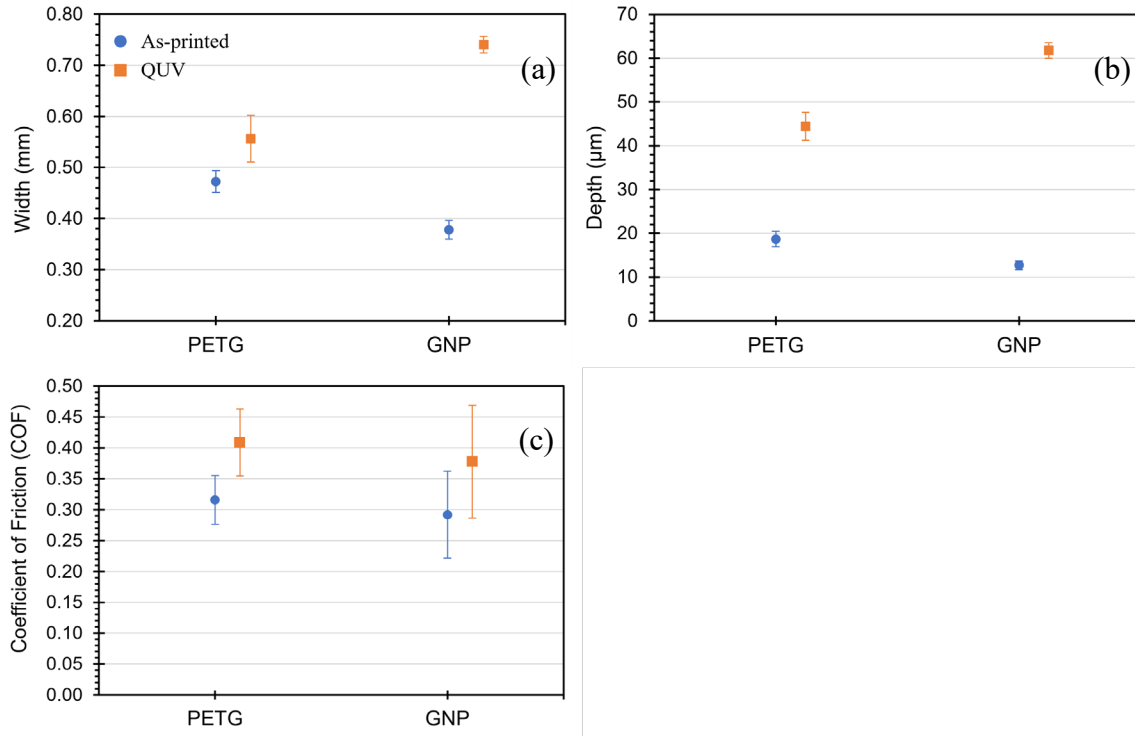 0.80
0.70
0.60
0.50
0.40
0.30
0.20
Width (mm)
As-printed
QUV
(a)
PETG GNP
70
60
50
40
30
20
10
0
Depth (µm)
(b)
PETG GNP
0.50
0.45
0.40
0.35
0.30
0.25
0.20
0.15
0.10
0.05
0.00
Coefficient of Friction (COF)
(c)
PETG GNP